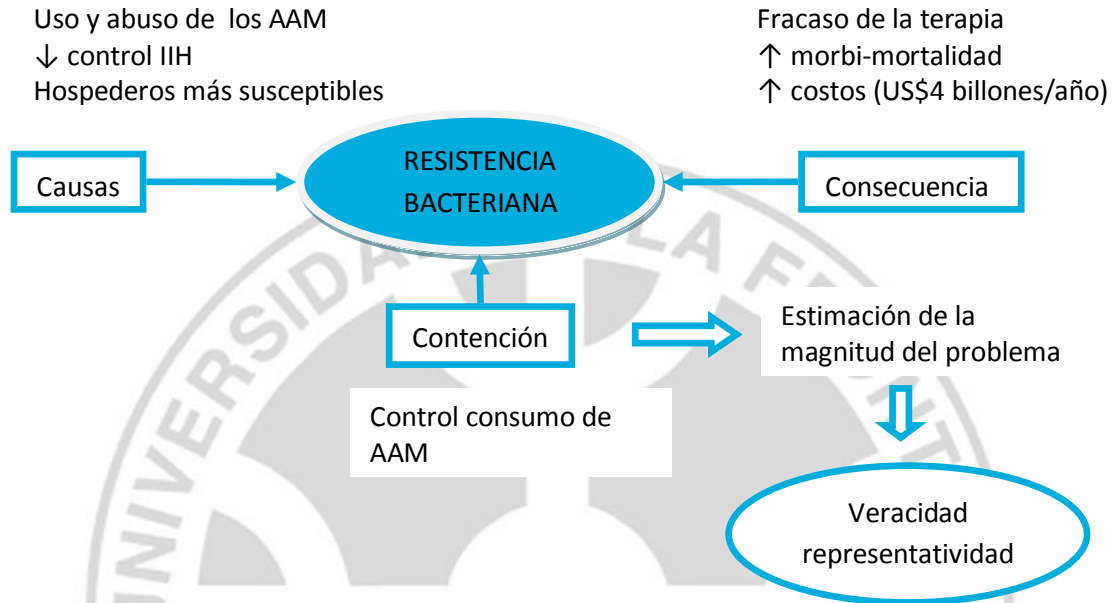 Uso y abuso de los AAM
↓ control IIH
Hospederos más susceptibles
Fracaso de la terapia
↑ morbi-mortalidad
↑ costos (US$4 billones/año)
Causas
RESISTENCIA
BACTERIANA
Consecuencia
Contención
Estimación de la
magnitud del problema
Control consumo de
AAM
Veracidad
representatividad